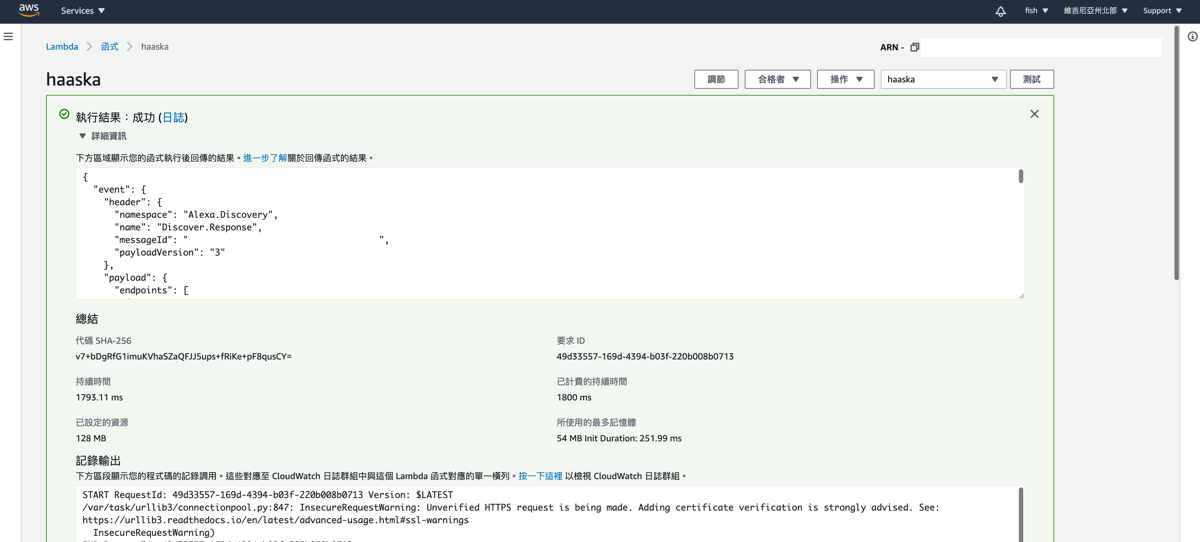 aws Services fish 維吉尼亞州北部 Support
Lambda 函式 haaska ARN -
haaska 調節 合格者 操作 haaska 測試
執行結果：成功 (日誌)
詳細資訊
下方區域顯示您的函式執行後回傳的結果。進一步了解關於回傳函式的結果。
{
"event": {
"header": {
"namespace": "Alexa.Discovery",
"name": "Discover.Response",
"messageId": " ",
"payloadVersion": "3"
},
"payload": {
"endpoints": [
總結
代碼 SHA-256
v7+bDgRfG1imuKVhaSZaQFJJ5ups+fRiKe+pF8qusCY=
要求 ID
49d33557-169d-4394-b03f-220b008b0713
持續時間
1793.11 ms
已計費的持續時間
1800 ms
已設定的資源
128 MB
所使用的最多記憶體
54 MB Init Duration: 251.99 ms
記錄輸出
下方區段顯示您的程式碼的記錄調用。這些對應至 CloudWatch 日誌群組中與這個 Lambda 函式對應的單一橫列。按一下這裡 以檢視 CloudWatch 日誌群組。
START RequestId: 49d33557-169d-4394-b03f-220b008b0713 Version: $LATEST
/var/task/urllib3/connectionpool.py:847: InsecureRequestWarning: Unverified HTTPS request is being made. Adding certificate verification is strongly advised. See:
https://urllib3.readthedocs.io/en/latest/advanced-usage.html#ssl-warnings
InsecureRequestWarning)